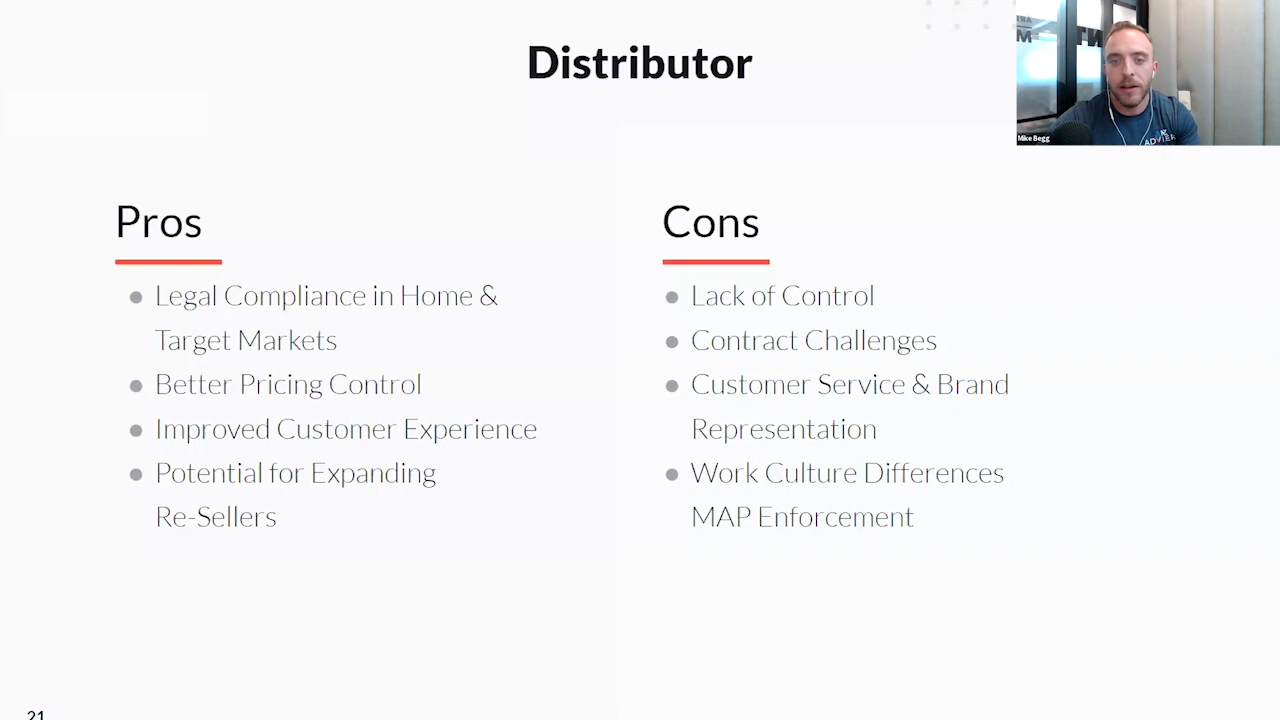 Distributor
Mike Begg
Pros
Legal Compliance in Home &
Target Markets
Better Pricing Control
Improved Customer Experience
Potential for Expanding
Re-Sellers
Cons
Lack of Control
Contract Challenges
Customer Service & Brand
Representation
Work Culture Differences
MAP Enforcement
21